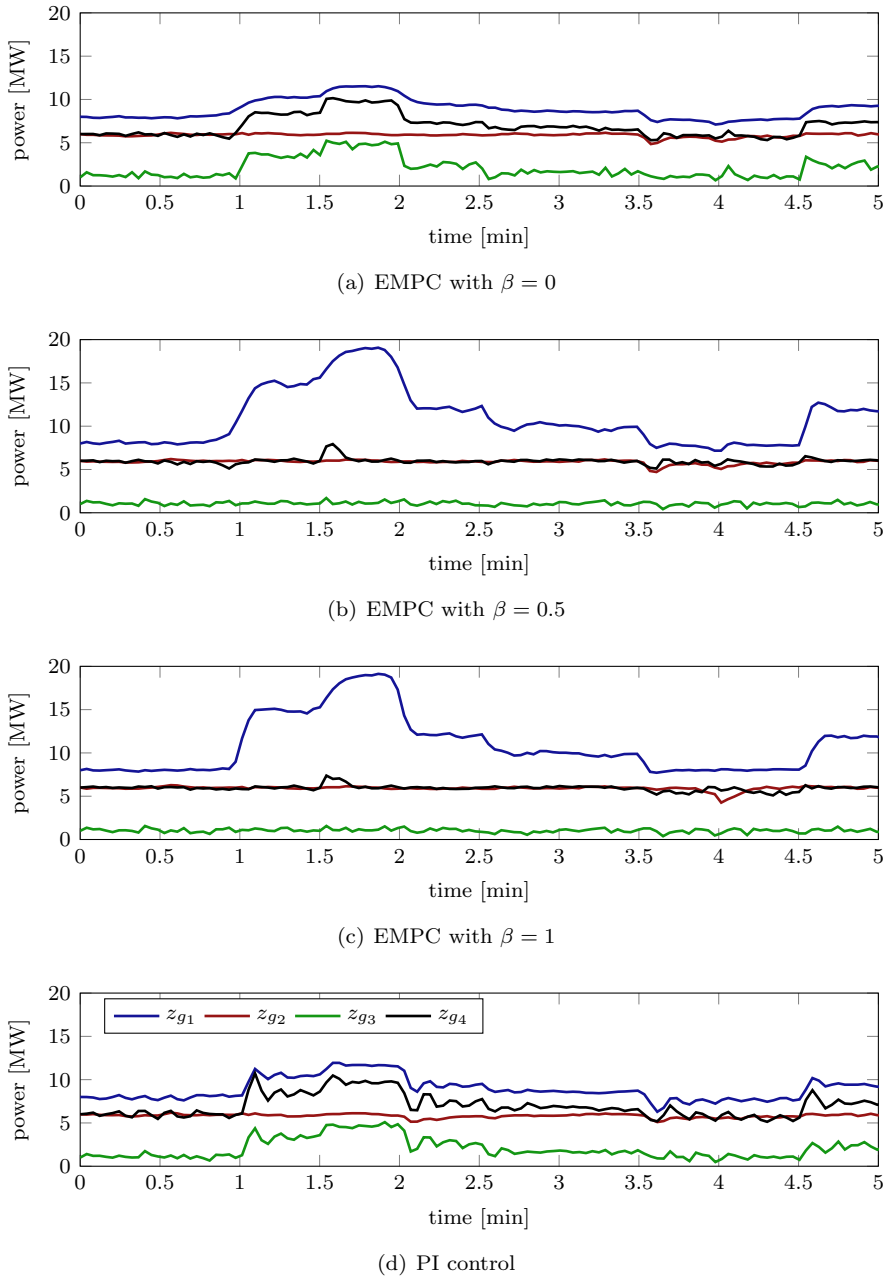 20
15
10
5
0
power [MW]
0 0.5 1 1.5 2 2.5 3 3.5 4 4.5 5
time [min]
(a) EMPC with β = 0
20
15
10
5
0
power [MW]
0 0.5 1 1.5 2 2.5 3 3.5 4 4.5 5
time [min]
(b) EMPC with β = 0.5
20
15
10
5
0
power [MW]
0 0.5 1 1.5 2 2.5 3 3.5 4 4.5 5
time [min]
(c) EMPC with β = 1
20
15
10
5
0
power [MW]
z_{g_1} z_{g_2} z_{g_3} z_{g_4}
0 0.5 1 1.5 2 2.5 3 3.5 4 4.5 5
time [min]
(d) PI control